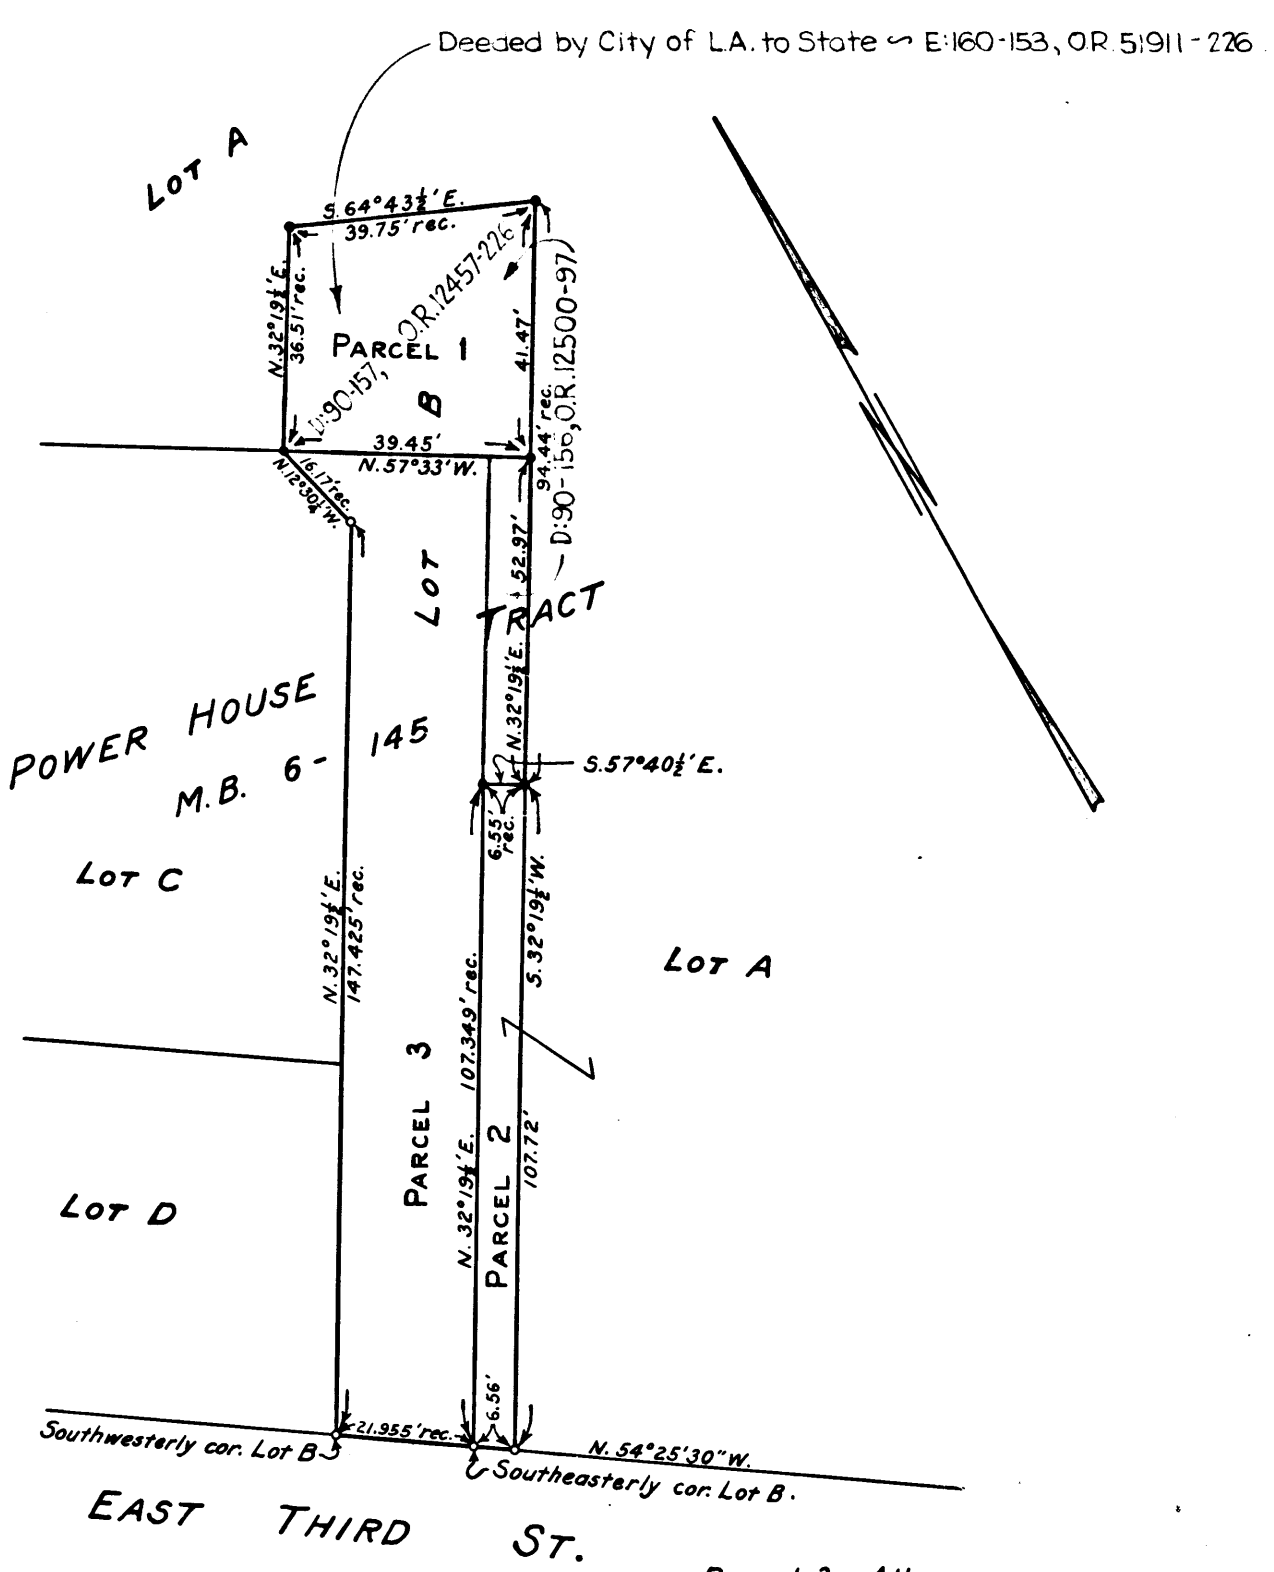 Deeded by City of L.A. to State ~ E:160-153, O.R. 51911-226
LOT A
S.64°43½'E.
39.75' rec.
N.32°19½'E.
36.51' rec.
D:90-157, O.R.12457-226
PARCEL 1
41.47'
94.44' rec.
D:90-156, O.R.12500-97
39.45'
N.57°33'W.
16.17' rec.
N.12°30¼'W.
LOT B
52.97'
N.32°19½'E.
TRACT
POWER HOUSE
M.B. 6-145
S.57°40½'E.
6.55'
rec.
LOT C
N.32°19½'E.
147.425' rec.
S.32°19½'W.
LOT A
107.349' rec.
N.32°19½'E.
PARCEL 3
PARCEL 2
107.72'
LOT D
6.56'
21.955' rec.
Southwesterly cor. Lot B
N. 54°25'30"W.
Southeasterly cor. Lot B.
EAST THIRD ST.